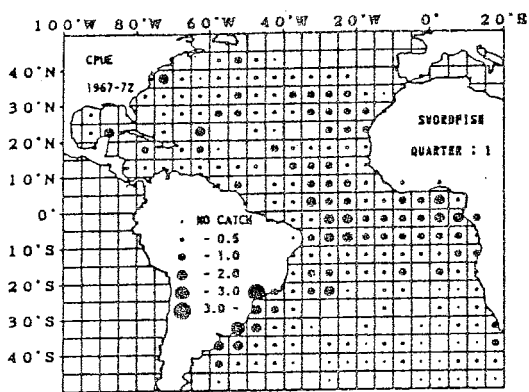 100°W 80°W 60°W 40°W 20°W 0° 20°E
CPUE
1967-72
SWORDFISH
QUARTER : 1
40°N
30°N
20°N
10°N
0°
10°S
20°S
30°S
40°S
· NO CATCH
- 0.5
- 1.0
- 2.0
- 3.0
3.0 -